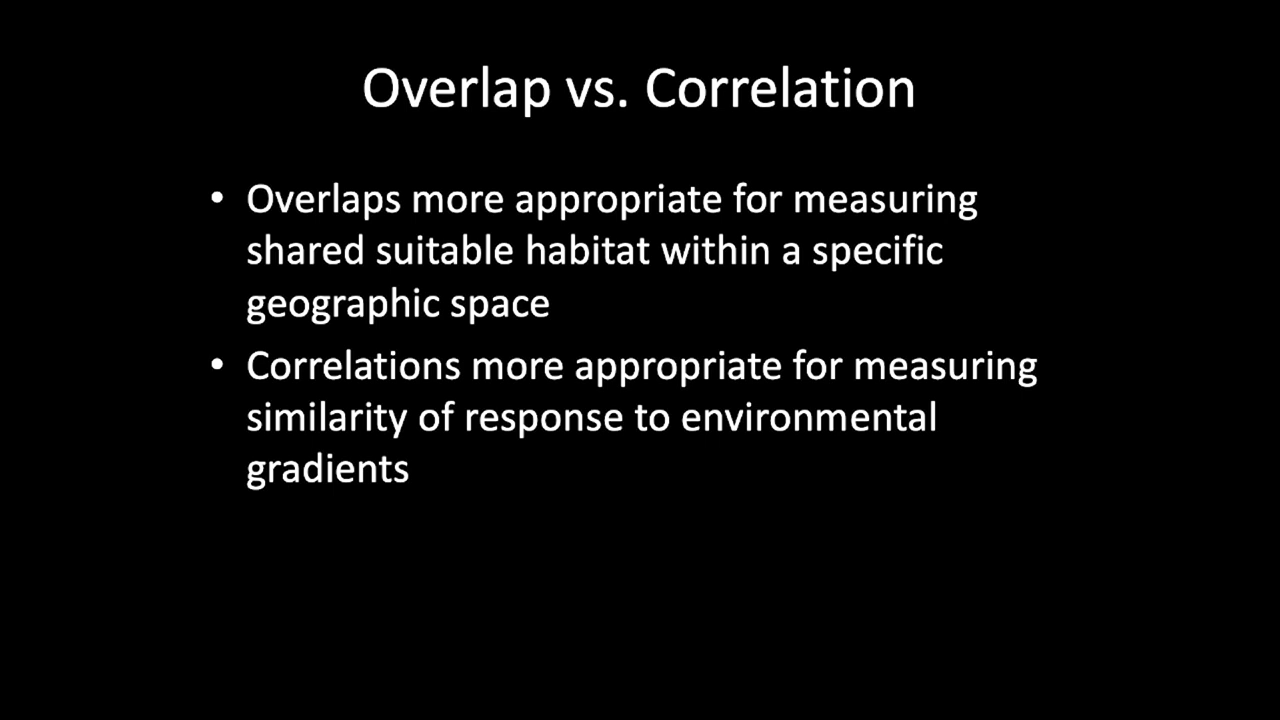 Overlap vs. Correlation
• Overlaps more appropriate for measuring
shared suitable habitat within a specific
geographic space
• Correlations more appropriate for measuring
similarity of response to environmental
gradients